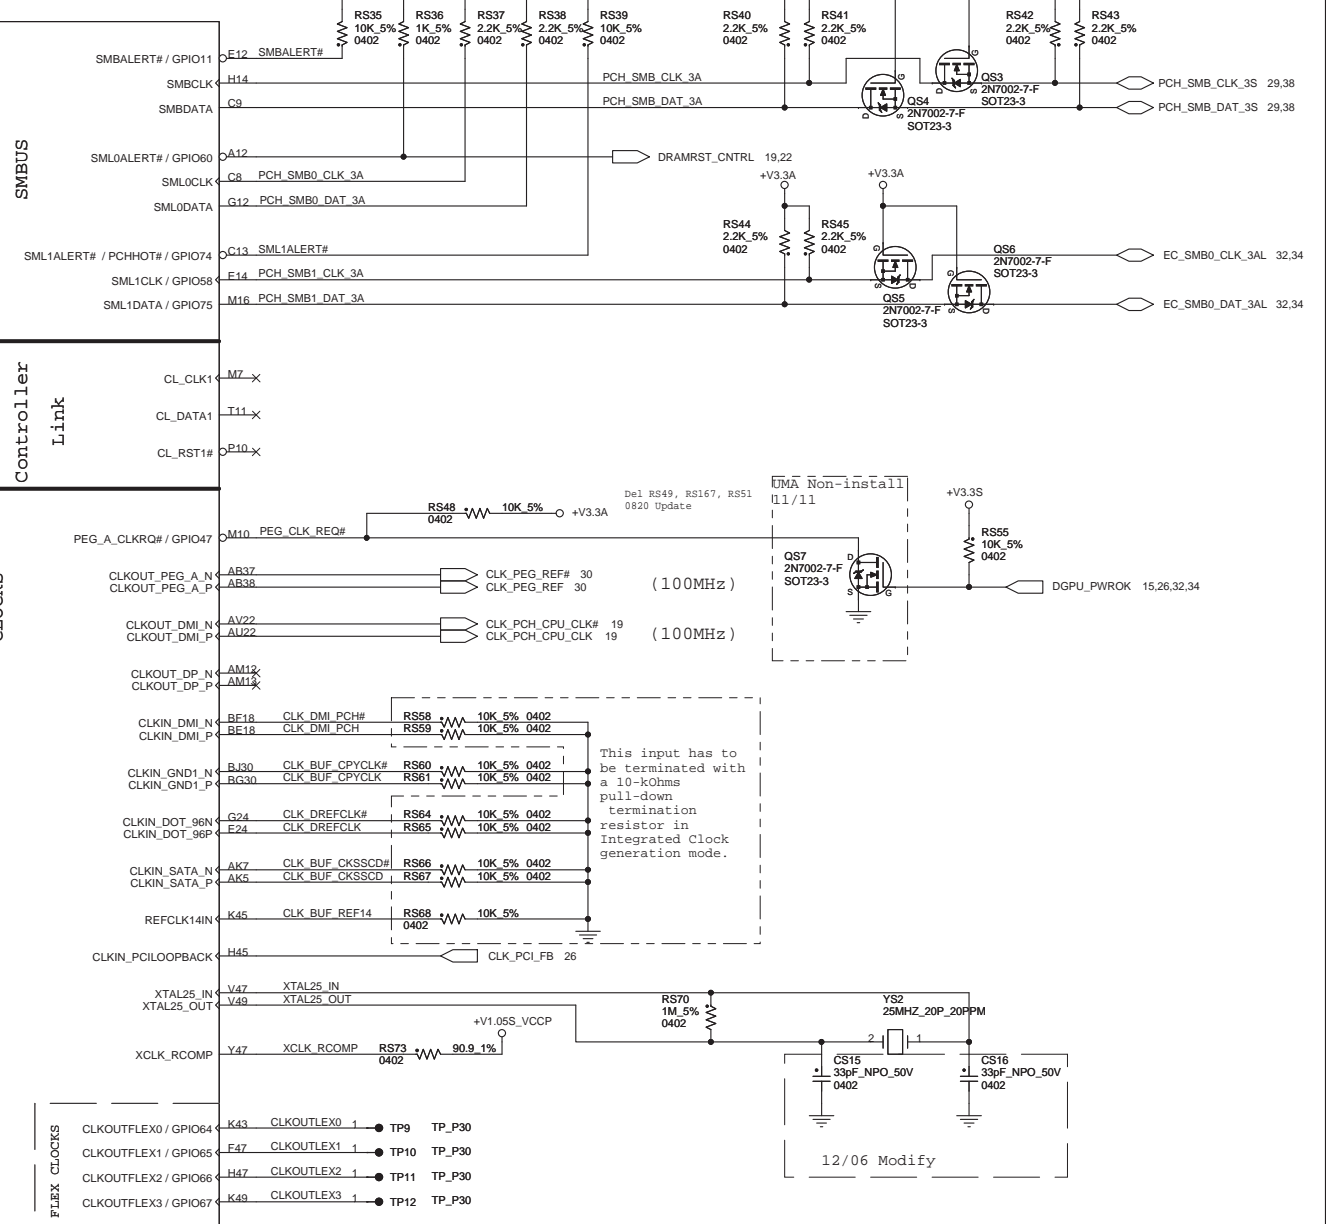 RS35 RS36 RS37 RS38 RS39 RS40 RS41 RS42 RS43
10K_5% 1K_5% 2.2K_5% 2.2K_5% 10K_5% 2.2K_5% 2.2K_5% 2.2K_5% 2.2K_5%
0402 0402 0402 0402 0402 0402 0402 0402 0402
SMBALERT# / GPIO11 E12 SMBALERT#
SMBCLK H14 PCH_SMB_CLK_3A
G D S
QS3
2N7002-7-F
SOT23-3
PCH_SMB_CLK_3S 29,38
SMBDATA C9 PCH_SMB_DAT_3A
G D S
QS4
2N7002-7-F
SOT23-3
PCH_SMB_DAT_3S 29,38
SMBUS
SML0ALERT# / GPIO60 A12 DRAMRST_CNTRL 19,22
SML0CLK C8 PCH_SMB0_CLK_3A
SML0DATA G12 PCH_SMB0_DAT_3A
+V3.3A +V3.3A
RS44 RS45
2.2K_5% 2.2K_5%
0402 0402
SML1ALERT# / PCHHOT# / GPIO74 C13 SML1ALERT#
SML1CLK / GPIO58 E14 PCH_SMB1_CLK_3A
G S D
QS5
2N7002-7-F
SOT23-3
EC_SMB0_CLK_3AL 32,34
SML1DATA / GPIO75 M16 PCH_SMB1_DAT_3A
QS6
2N7002-7-F
SOT23-3
G S D
EC_SMB0_DAT_3AL 32,34
Controller
Link
CL_CLK1 M7
CL_DATA1 T11
CL_RST1# P10
RS48 10K_5% +V3.3A
0402
Del RS49, RS167, RS51
0820 Update
UMA Non-install
11/11
+V3.3S
RS55
10K_5%
0402
PEG_A_CLKRQ# / GPIO47 M10 PEG_CLK_REQ#
QS7
2N7002-7-F
SOT23-3
D S G
DGPU_PWROK 15,26,32,34
CLKOUT_PEG_A_N AB37 CLK_PEG_REF# 30
CLKOUT_PEG_A_P AB38 CLK_PEG_REF 30
(100MHz)
CLKOUT_DMI_N AV22 CLK_PCH_CPU_CLK# 19
CLKOUT_DMI_P AU22 CLK_PCH_CPU_CLK 19
(100MHz)
CLKOUT_DP_N AM12
CLKOUT_DP_P AM13
CLKIN_DMI_N BF18 CLK_DMI_PCH# RS58 10K_5% 0402
CLKIN_DMI_P BE18 CLK_DMI_PCH RS59 10K_5% 0402
CLKIN_GND1_N BJ30 CLK_BUF_CPYCLK# RS60 10K_5% 0402
CLKIN_GND1_P BG30 CLK_BUF_CPYCLK RS61 10K_5% 0402
CLKIN_DOT_96N G24 CLK_DREFCLK# RS64 10K_5% 0402
CLKIN_DOT_96P E24 CLK_DREFCLK RS65 10K_5% 0402
CLKIN_SATA_N AK7 CLK_BUF_CKSSCD# RS66 10K_5% 0402
CLKIN_SATA_P AK5 CLK_BUF_CKSSCD RS67 10K_5% 0402
REFCLK14IN K45 CLK_BUF_REF14 RS68 10K_5%
0402
This input has to
be terminated with
a 10-kOhms
pull-down
termination
resistor in
Integrated Clock
generation mode.
CLKIN_PCILOOPBACK H45 CLK_PCI_FB 26
XTAL25_IN V47 XTAL25_IN
XTAL25_OUT V49 XTAL25_OUT
RS70
1M_5%
0402
YS2
25MHZ_20P_20PPM
2 1
+V1.05S_VCCP
XCLK_RCOMP Y47 XCLK_RCOMP RS73 90.9_1%
0402
CS15 CS16
33pF_NPO_50V 33pF_NPO_50V
0402 0402
12/06 Modify
FLEX CLOCKS
CLKOUTFLEX0 / GPIO64 K43 CLKOUTLEX0 1 TP9 TP_P30
CLKOUTFLEX1 / GPIO65 F47 CLKOUTLEX1 1 TP10 TP_P30
CLKOUTFLEX2 / GPIO66 H47 CLKOUTLEX2 1 TP11 TP_P30
CLKOUTFLEX3 / GPIO67 K49 CLKOUTLEX3 1 TP12 TP_P30